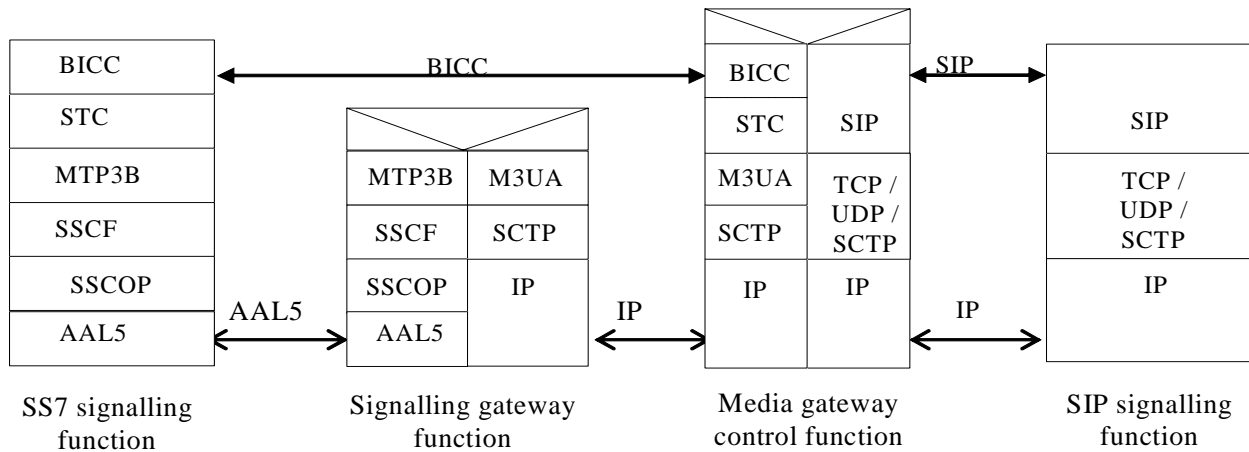 BICC
STC
MTP3B
SSCF
SSCOP
AAL5
SS7 signalling
function
BICC
AAL5
MTP3B
SSCF
SSCOP
AAL5
M3UA
SCTP
IP
Signalling gateway
function
IP
BICC
STC
M3UA
SCTP
IP
SIP
TCP /
UDP /
SCTP
IP
Media gateway
control function
SIP
IP
SIP
TCP /
UDP /
SCTP
IP
SIP signalling
function